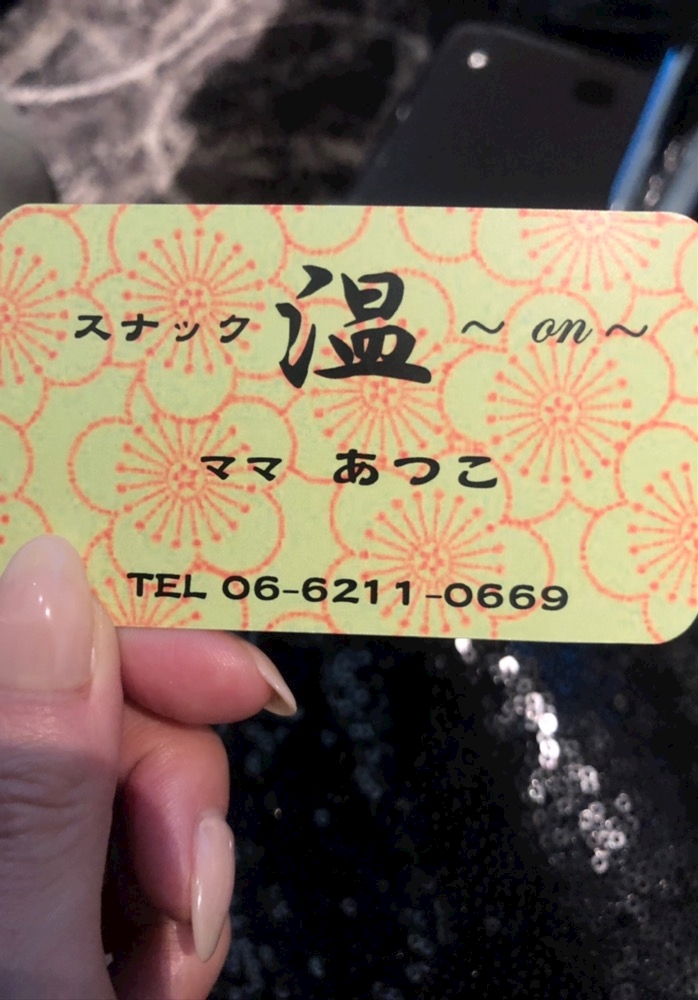 スナック 温 ～ on ～
ママ あつこ
TEL 06-6211-0669